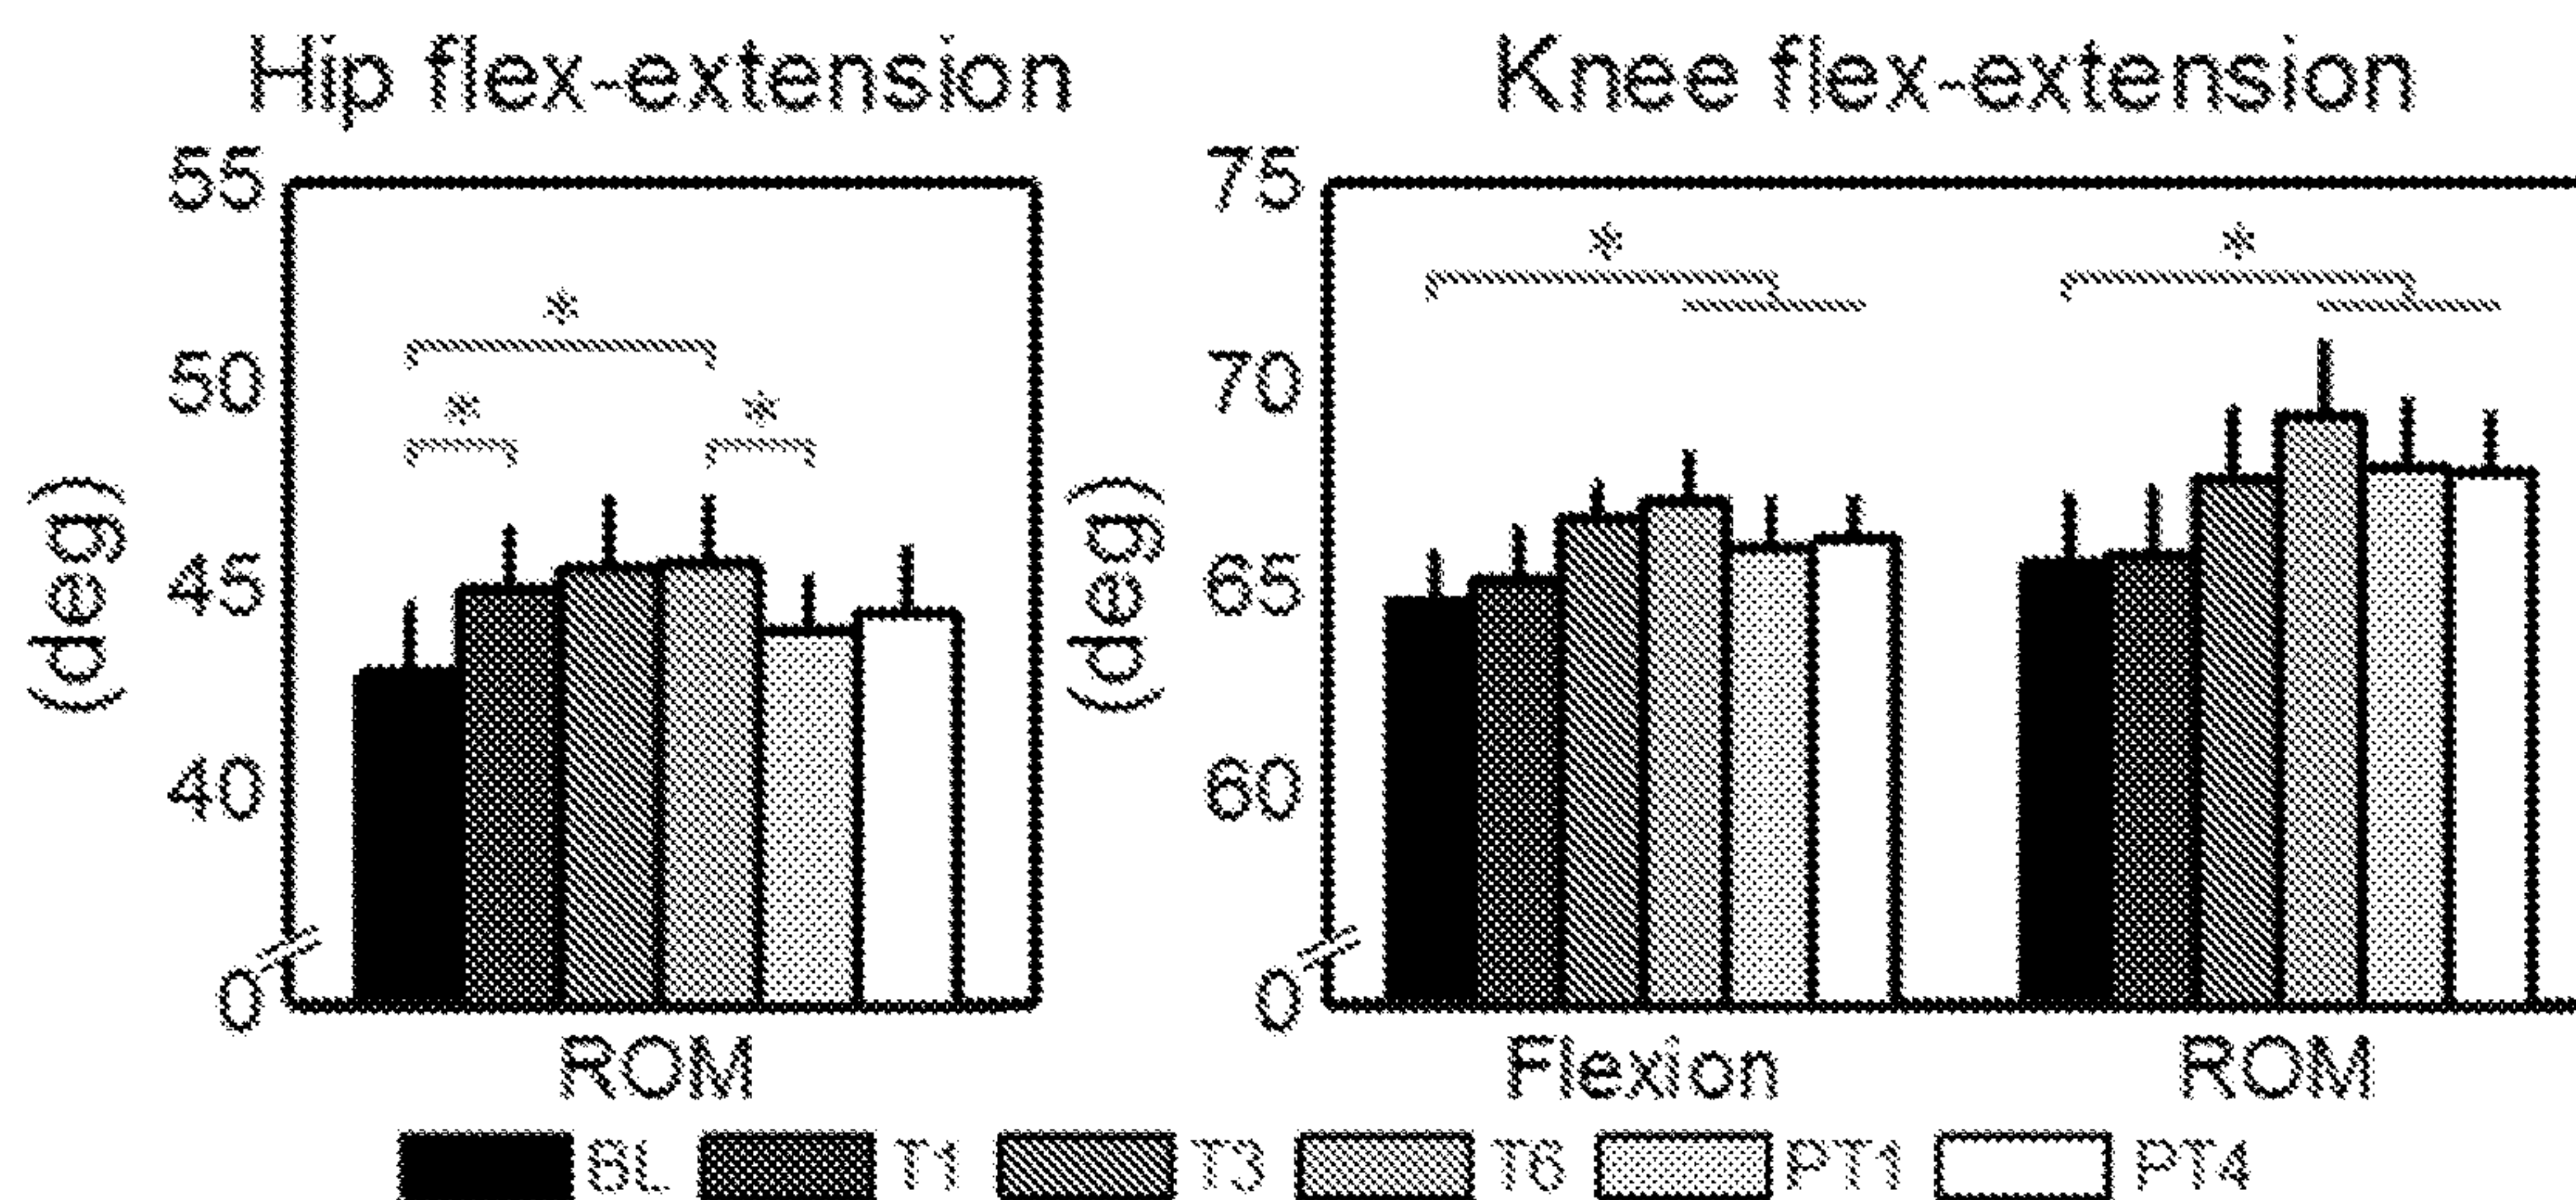 Hip flex-extension
Knee flex-extension
55
50
45
40
0
(deg)
*
*
*
ROM
75
70
65
60
0
(deg)
*
*
Flexion
ROM
BL T1 T3 T6 PT1 PT4